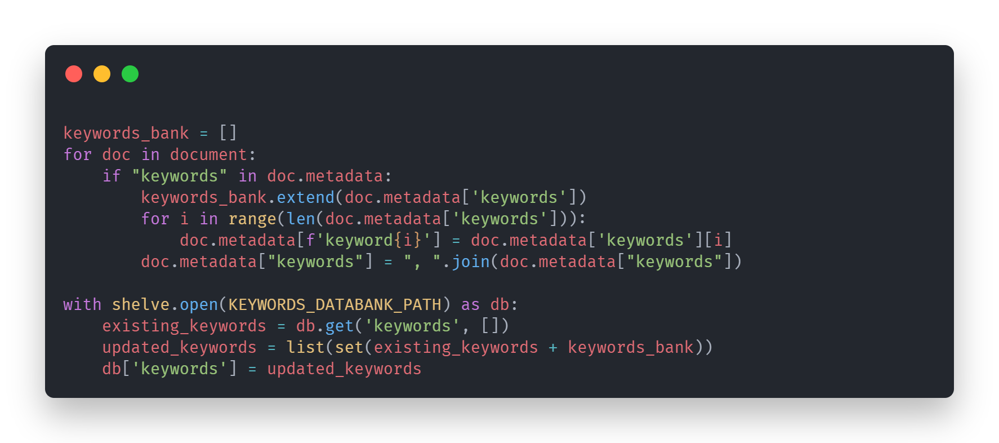 keywords_bank = []
for doc in document:
    if "keywords" in doc.metadata:
        keywords_bank.extend(doc.metadata['keywords'])
        for i in range(len(doc.metadata['keywords'])):
            doc.metadata[f'keyword{i}'] = doc.metadata['keywords'][i]
        doc.metadata["keywords"] = ", ".join(doc.metadata["keywords"])

with shelve.open(KEYWORDS_DATABANK_PATH) as db:
    existing_keywords = db.get('keywords', [])
    updated_keywords = list(set(existing_keywords + keywords_bank))
    db['keywords'] = updated_keywords